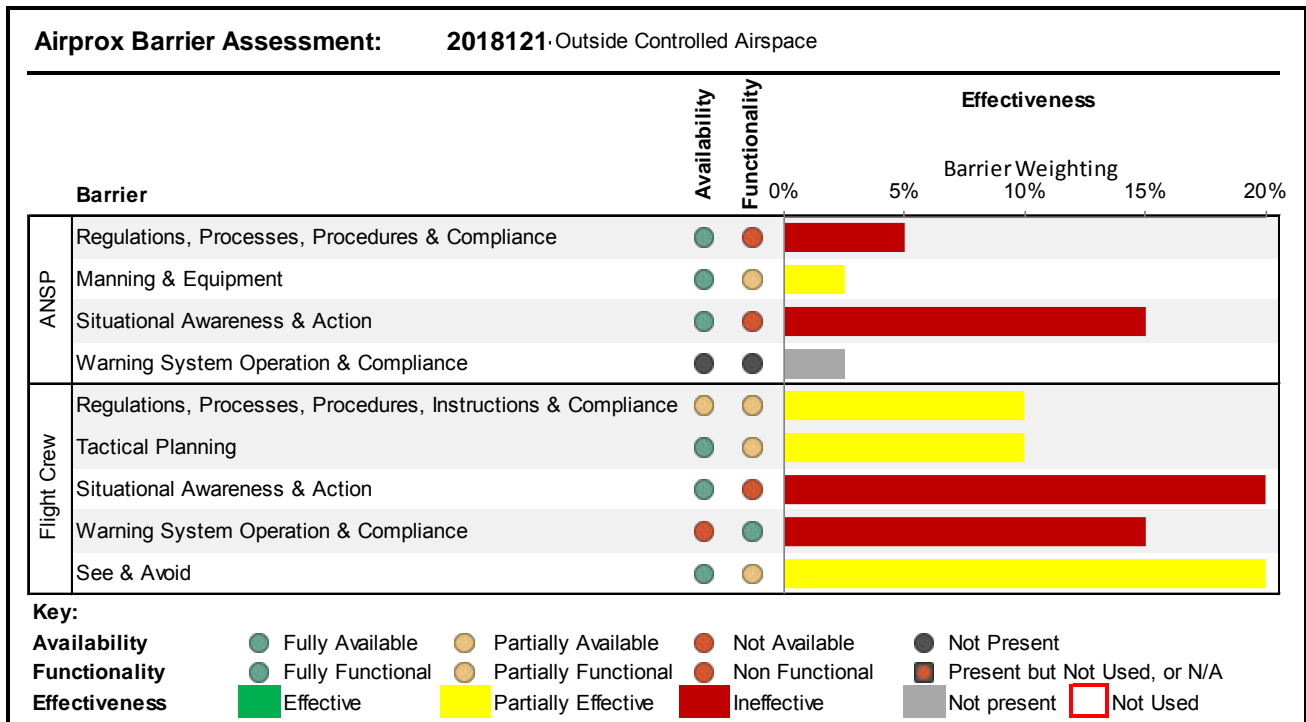 Airprox Barrier Assessment: 2018121 Outside Controlled Airspace
Availability
Functionality
Effectiveness
Barrier Weighting
Barrier
0% 5% 10% 15% 20%
ANSP
Regulations, Processes, Procedures & Compliance
Manning & Equipment
Situational Awareness & Action
Warning System Operation & Compliance
Flight Crew
Regulations, Processes, Procedures, Instructions & Compliance
Tactical Planning
Situational Awareness & Action
Warning System Operation & Compliance
See & Avoid
Key:
Availability Fully Available Partially Available Not Available Not Present
Functionality Fully Functional Partially Functional Non Functional Present but Not Used, or N/A
Effectiveness Effective Partially Effective Ineffective Not present Not Used